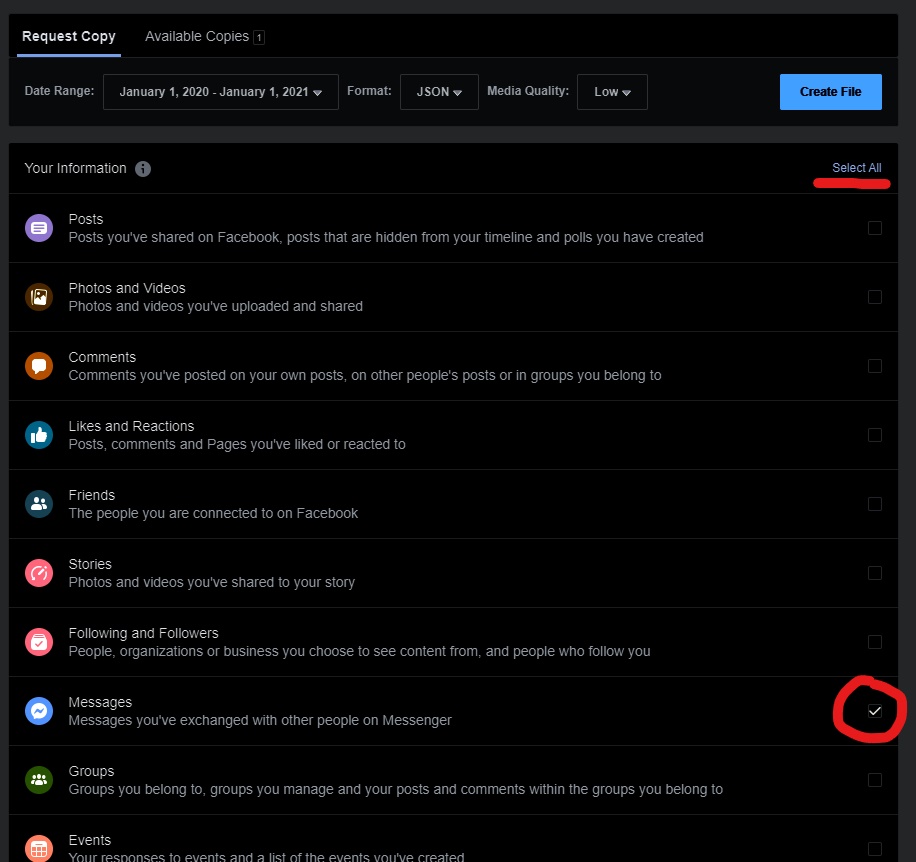 Request Copy Available Copies 1
Date Range: January 1, 2020 - January 1, 2021 Format: JSON Media Quality: Low Create File
Your Information Select All
Posts
Posts you've shared on Facebook, posts that are hidden from your timeline and polls you have created
Photos and Videos
Photos and videos you've uploaded and shared
Comments
Comments you've posted on your own posts, on other people's posts or in groups you belong to
Likes and Reactions
Posts, comments and Pages you've liked or reacted to
Friends
The people you are connected to on Facebook
Stories
Photos and videos you've shared to your story
Following and Followers
People, organizations or business you choose to see content from, and people who follow you
Messages
Messages you've exchanged with other people on Messenger
Groups
Groups you belong to, groups you manage and your posts and comments within the groups you belong to
Events
Your responses to events and a list of the events you've created